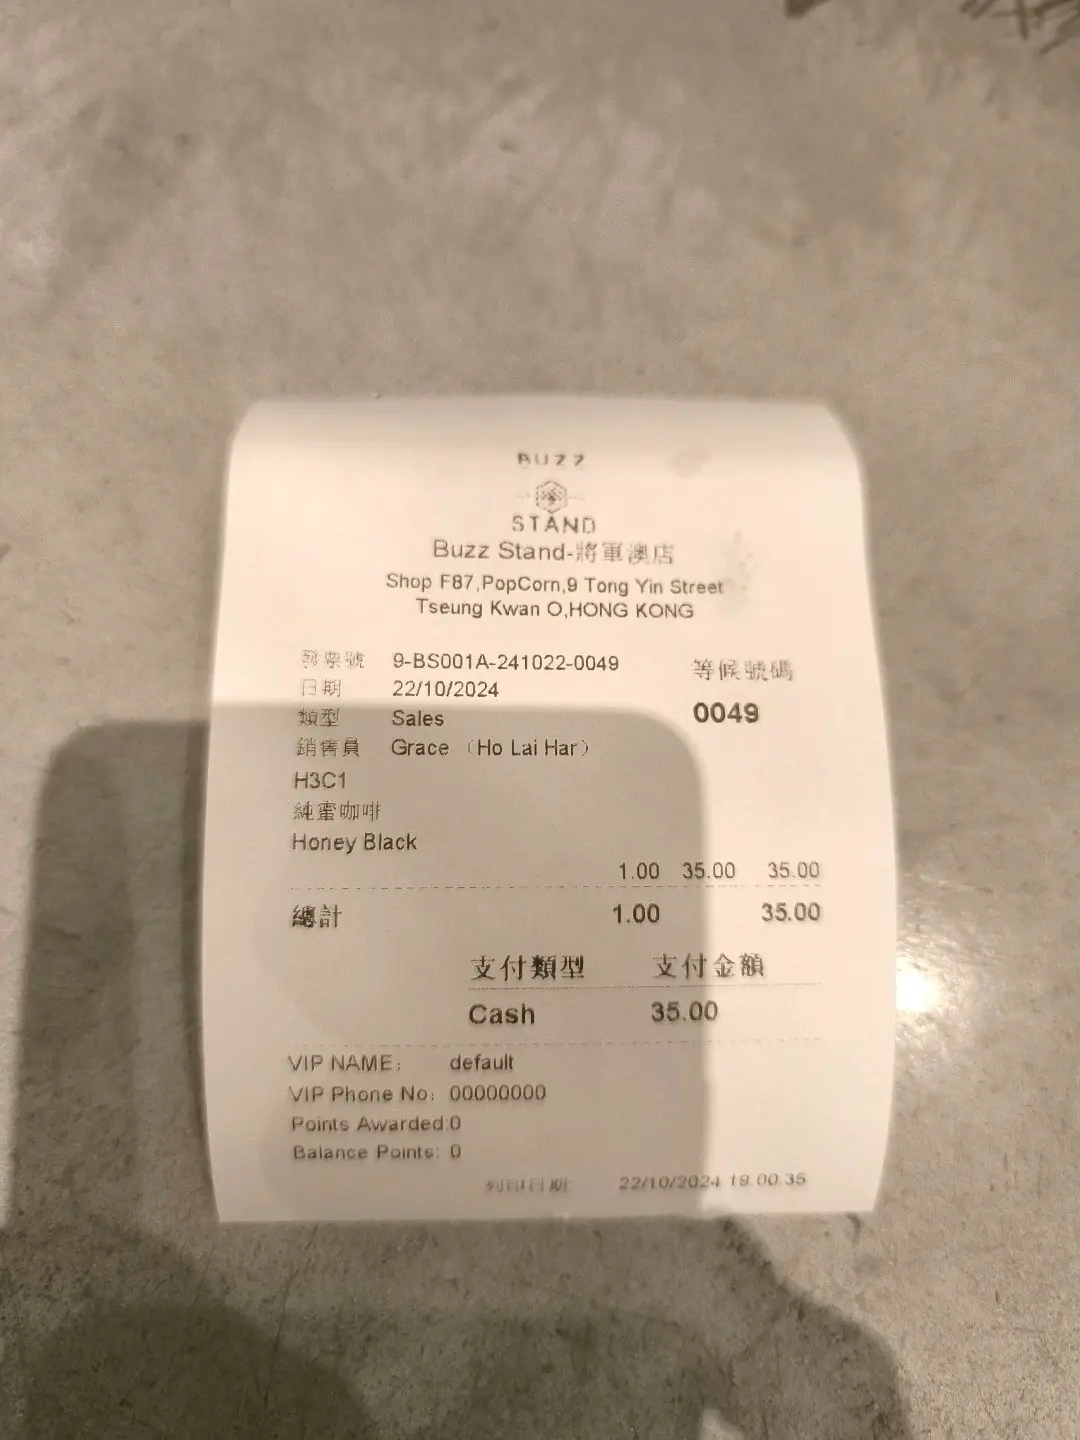 BUZZ
STAND
Buzz Stand-將軍澳店
Shop F87,PopCorn,9 Tong Yin Street
Tseung Kwan O,HONG KONG
發票號 9-BS001A-241022-0049
等候號碼
日期 22/10/2024
0049
類型 Sales
銷售員 Grace （Ho Lai Har）
H3C1
純蜜咖啡
Honey Black
1.00 35.00 35.00
總計 1.00 35.00
支付類型 支付金額
Cash 35.00
VIP NAME： default
VIP Phone No： 00000000
Points Awarded:0
Balance Points: 0
列印日期: 22/10/2024 19:00:35